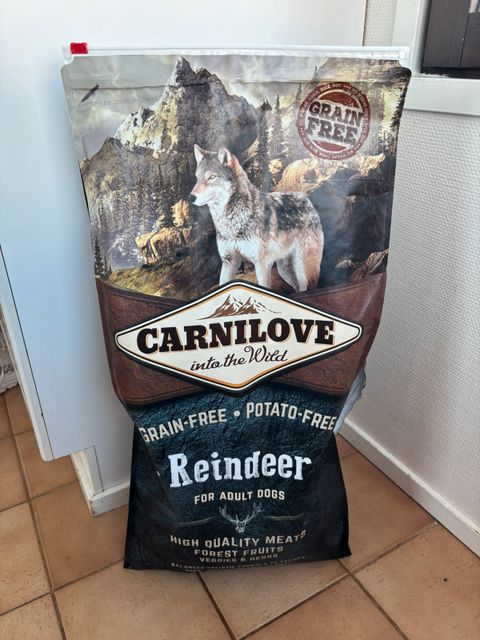 GRAIN
FREE
CARNILOVE
into the Wild
GRAIN-FREE • POTATO-FREE
Reindeer
FOR ADULT DOGS
HIGH QUALITY MEATS
FOREST FRUITS
VEGGIES & HERBS